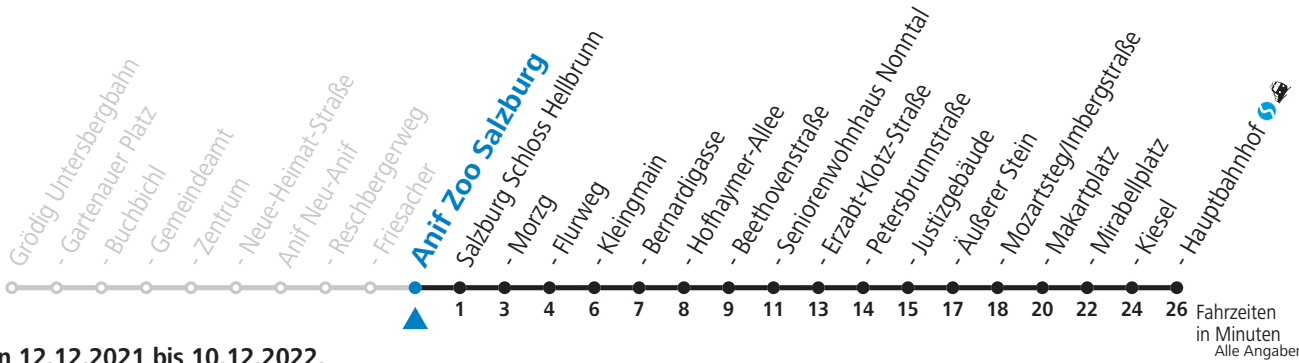 Grödig Untersbergbahn
- Gartenauer Platz
- Buchbichl
- Gemeindeamt
- Zentrum
- Neue-Heimat-Straße
Anif Neu-Anif
- Reschbergerweg
- Friesacher
Anif Zoo Salzburg
Salzburg Schloss Hellbrunn
- Morzg
- Flurweg
- Kleingmain
- Bernardigasse
- Hofhaymer-Allee
- Beethovenstraße
- Seniorenwohnhaus Nonntal
- Erzabt-Klotz-Straße
- Petersbrunnstraße
- Justizgebäude
- Äußerer Stein
- Mozartsteg/Imbergstraße
- Makartplatz
- Mirabellplatz
- Kiesel
- Hauptbahnhof S
1 3 4 6 7 8 9 11 13 14 15 17 18 20 22 24 26 Fahrzeiten
in Minuten
Alle Angaben
n 12.12.2021 bis 10.12.2022.